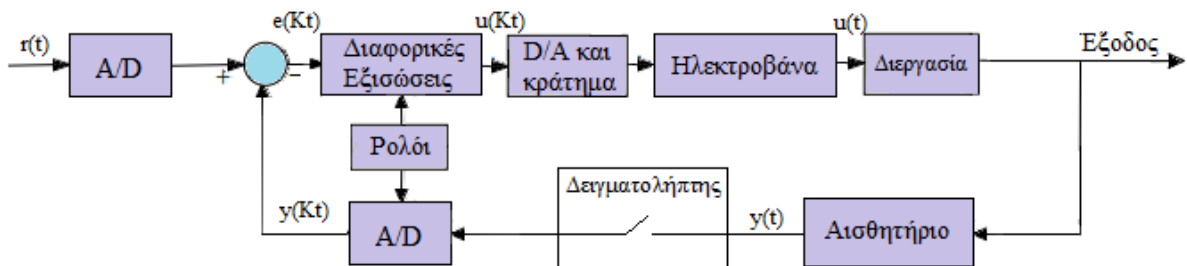 r(t)
A/D
+
−
e(Kt)
Διαφορικές
Εξισώσεις
u(Kt)
D/A και
κράτημα
Ηλεκτροβάνα
u(t)
Διεργασία
Έξοδος
Ρολόι
y(Kt)
A/D
Δειγματολήπτης
y(t)
Αισθητήριο